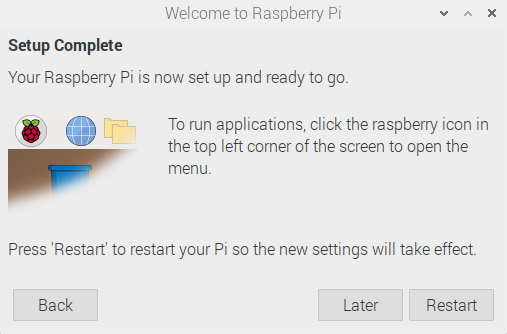 Welcome to Raspberry Pi
Setup Complete
Your Raspberry Pi is now set up and ready to go.
To run applications, click the raspberry icon in
the top left corner of the screen to open the
menu.
Press 'Restart' to restart your Pi so the new settings will take effect.
Back
Later
Restart